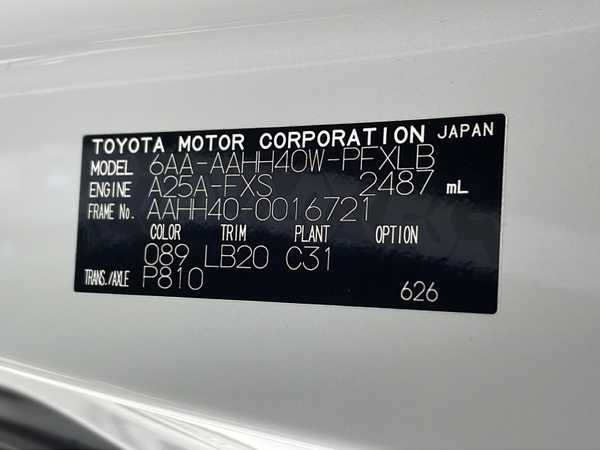 TOYOTA MOTOR CORPORATION JAPAN
MODEL 6AA-AAHH40W-PFXLB
ENGINE A25A-FXS 2487 mL
FRAME No. AAHH40-0016721
COLOR TRIM PLANT OPTION
089 LB20 C31
TRANS./AXLE P810
626